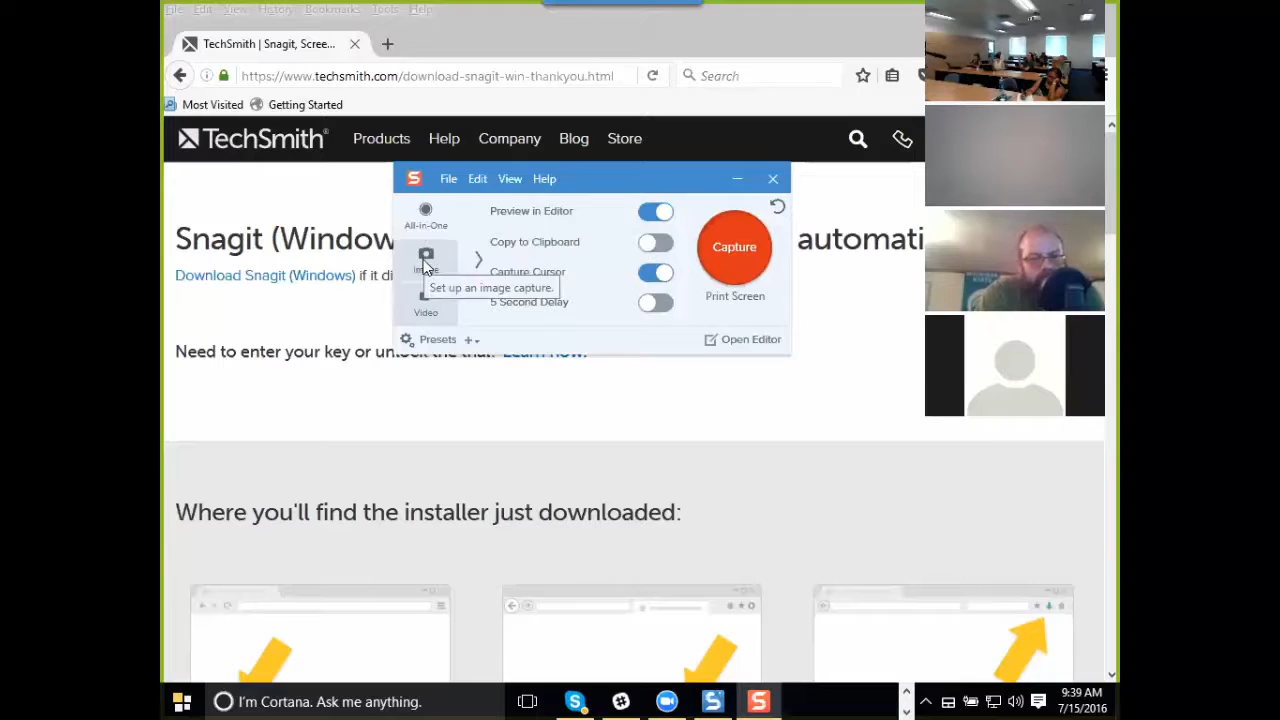 File Edit View History Bookmarks Tools Help
TechSmith | Snagit, Scree...
https://www.techsmith.com/download-snagit-win-thankyou.html
Search
Most Visited Getting Started
TechSmith® Products Help Company Blog Store
S File Edit View Help
Preview in Editor
All-in-One
Snagit (Window automati
Copy to Clipboard
Capture
Capture Cursor
Image
Download Snagit (Windows) if it di
Set up an image capture.
Print Screen
5 Second Delay
Video
Presets Open Editor
Need to enter your key or unlock the trial? Learn how.
Where you'll find the installer just downloaded:
I'm Cortana. Ask me anything.
9:39 AM
7/15/2016